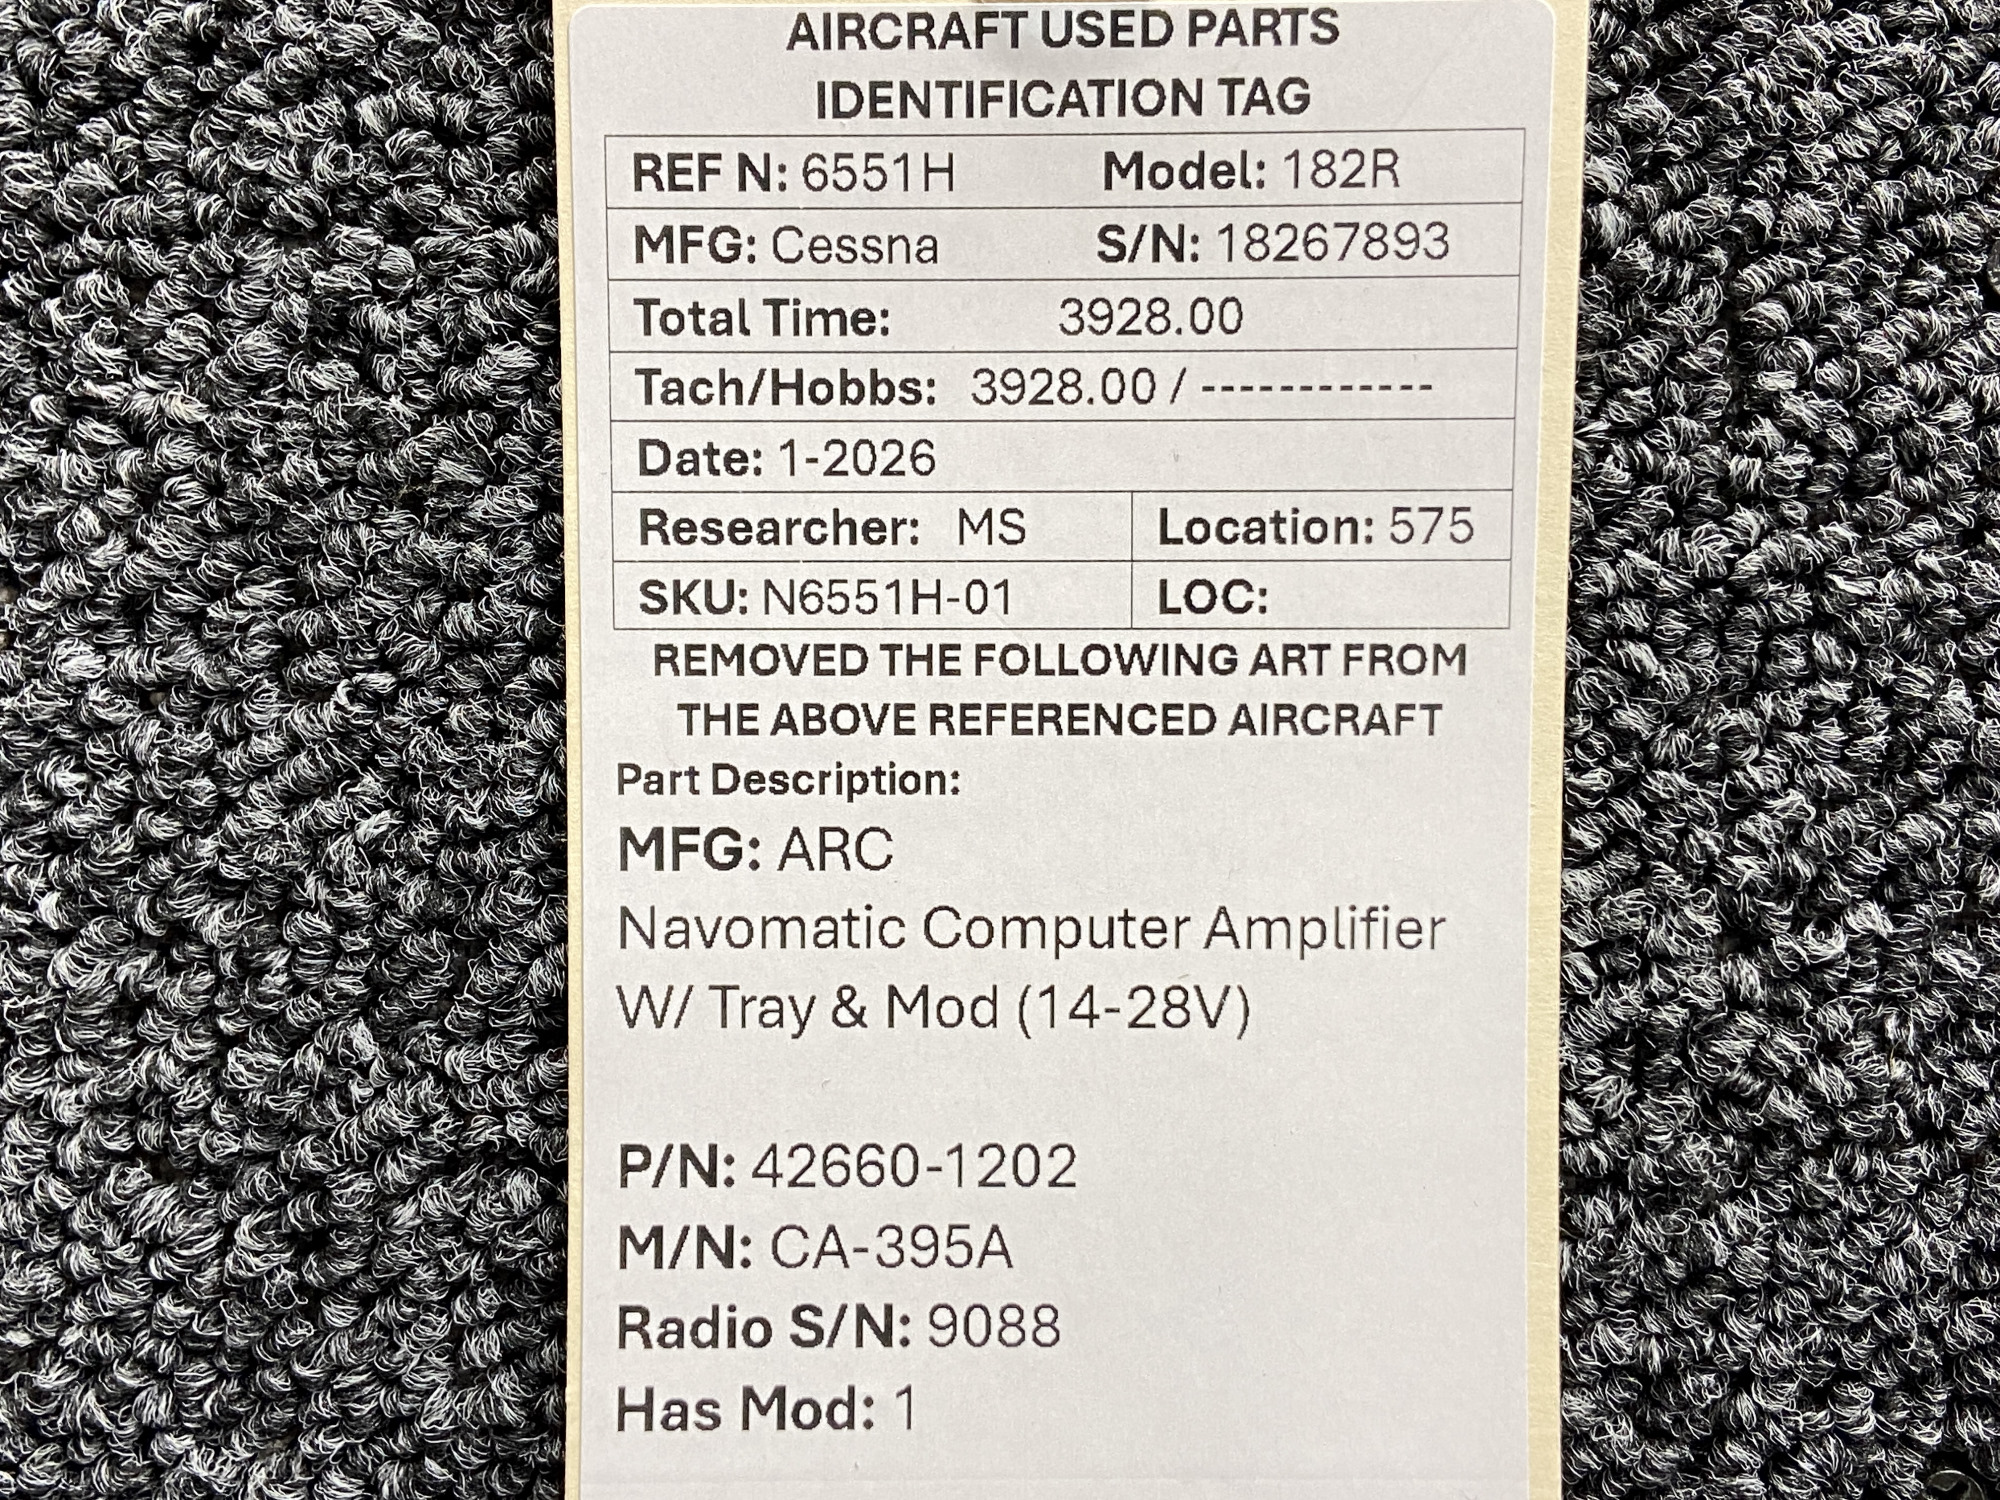 AIRCRAFT USED PARTS
IDENTIFICATION TAG
REF N: 6551H Model: 182R
MFG: Cessna S/N: 18267893
Total Time: 3928.00
Tach/Hobbs: 3928.00 / ------------
Date: 1-2026
Researcher: MS Location: 575
SKU: N6551H-01 LOC:
REMOVED THE FOLLOWING ART FROM
THE ABOVE REFERENCED AIRCRAFT
Part Description:
MFG: ARC
Navomatic Computer Amplifier
W/ Tray & Mod (14-28V)
P/N: 42660-1202
M/N: CA-395A
Radio S/N: 9088
Has Mod: 1